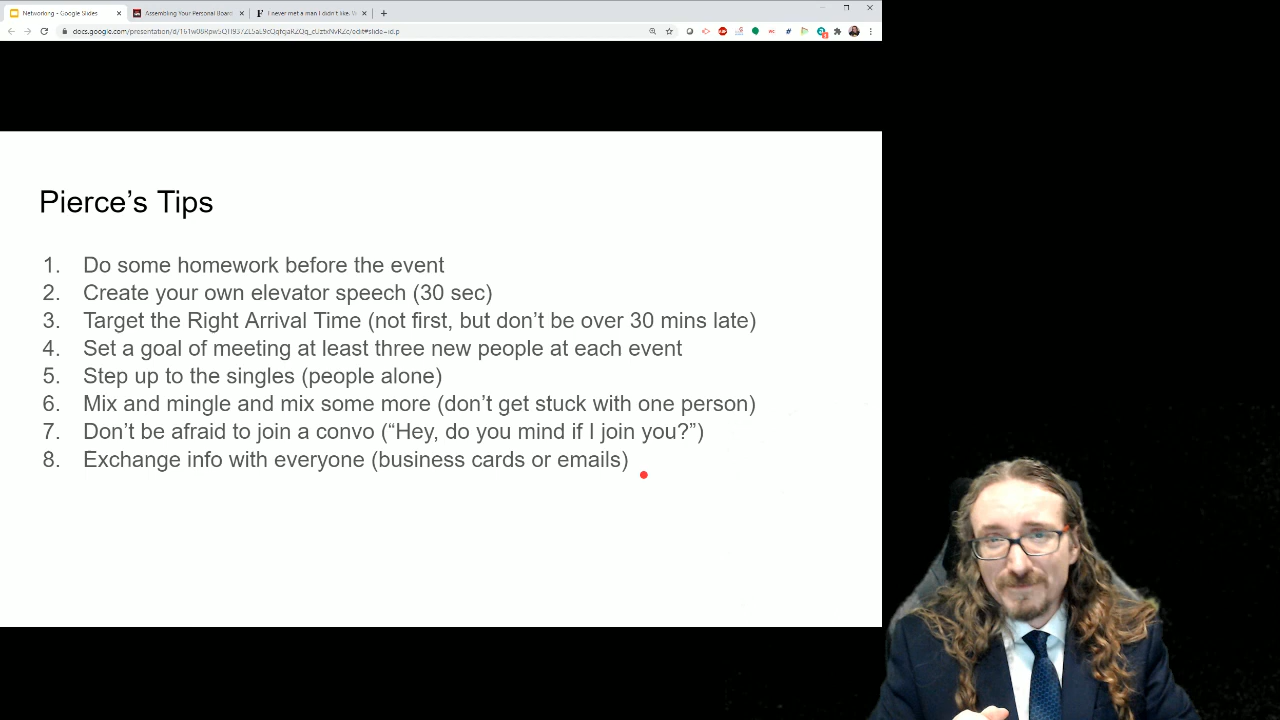 Networking - Google Slides
Assembling Your Personal Board
I never met a man I didn't like. W
Pierce's Tips
1. Do some homework before the event
2. Create your own elevator speech (30 sec)
3. Target the Right Arrival Time (not first, but don't be over 30 mins late)
4. Set a goal of meeting at least three new people at each event
5. Step up to the singles (people alone)
6. Mix and mingle and mix some more (don't get stuck with one person)
7. Don't be afraid to join a convo ("Hey, do you mind if I join you?")
8. Exchange info with everyone (business cards or emails)